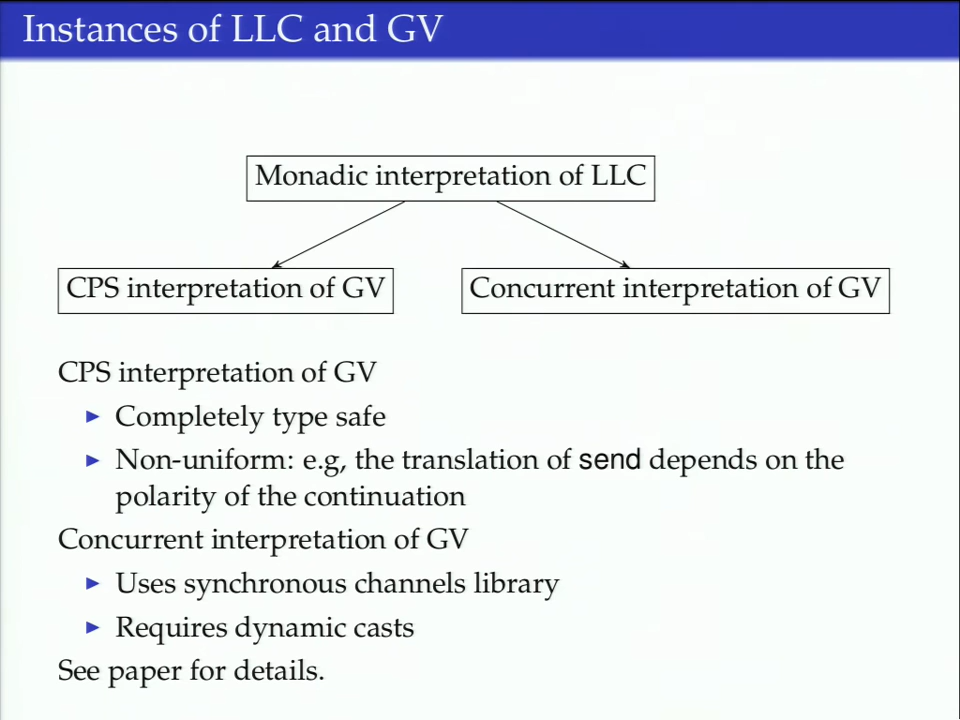 Instances of LLC and GV
Monadic interpretation of LLC
CPS interpretation of GV
Concurrent interpretation of GV
CPS interpretation of GV
▶ Completely type safe
▶ Non-uniform: e.g, the translation of send depends on the
polarity of the continuation
Concurrent interpretation of GV
▶ Uses synchronous channels library
▶ Requires dynamic casts
See paper for details.